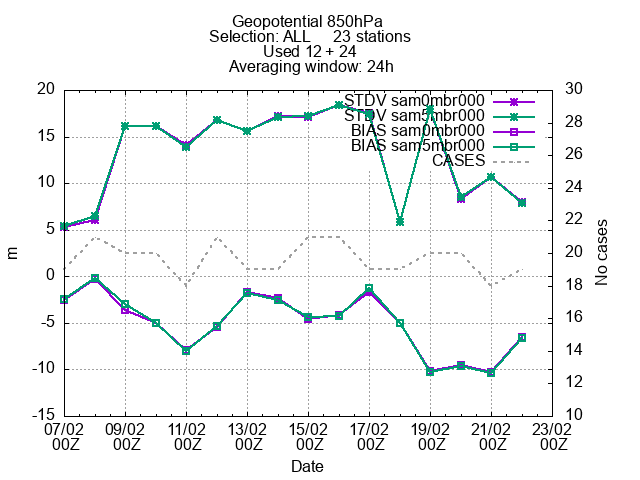 Geopotential 850hPa
Selection: ALL 23 stations
Used 12 + 24
Averaging window: 24h
20
15
10
5
0
-5
-10
-15
m
30
28
26
24
22
20
18
16
14
12
10
No cases
STDV sam0mbr000
STDV sam5mbr000
BIAS sam0mbr000
BIAS sam5mbr000
CASES
07/02 09/02 11/02 13/02 15/02 17/02 19/02 21/02 23/02
00Z 00Z 00Z 00Z 00Z 00Z 00Z 00Z 00Z
Date